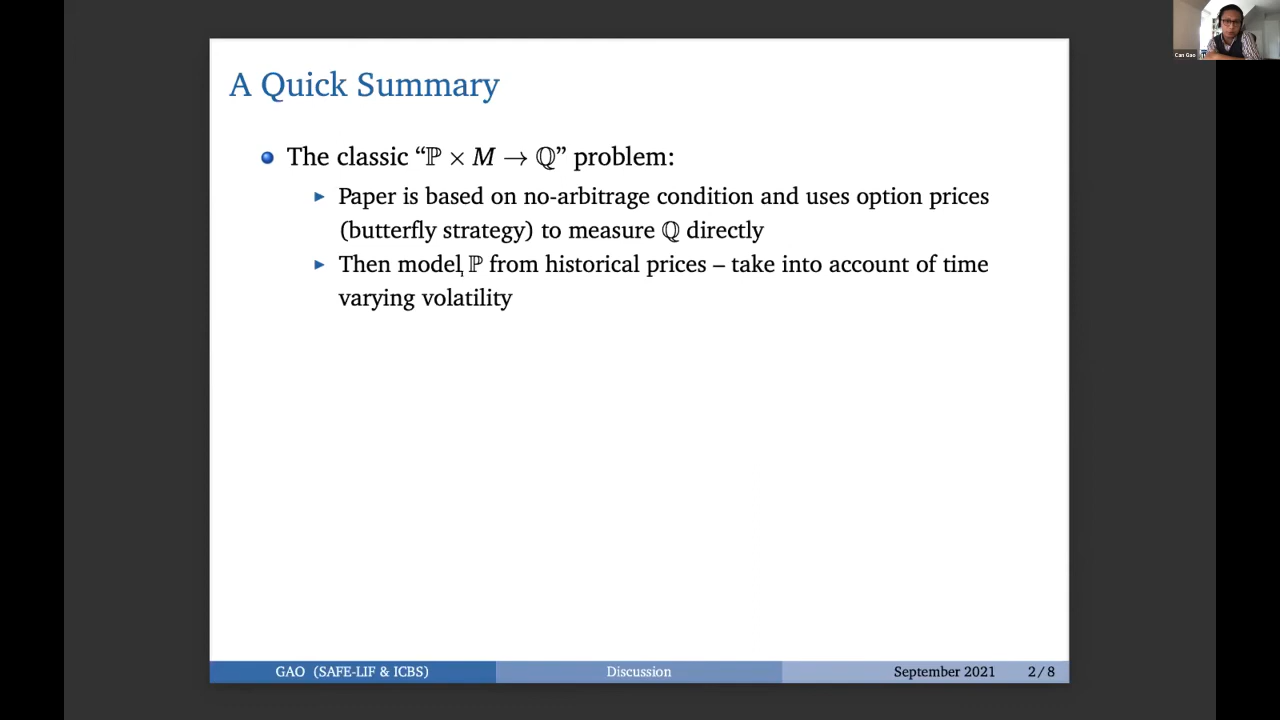 Can Gao
A Quick Summary
The classic “ℙ × M → ℚ” problem:
Paper is based on no-arbitrage condition and uses option prices
(butterfly strategy) to measure ℚ directly
Then model ℙ from historical prices – take into account of time
varying volatility
GAO (SAFE-LIF & ICBS)
Discussion
September 2021
2 / 8